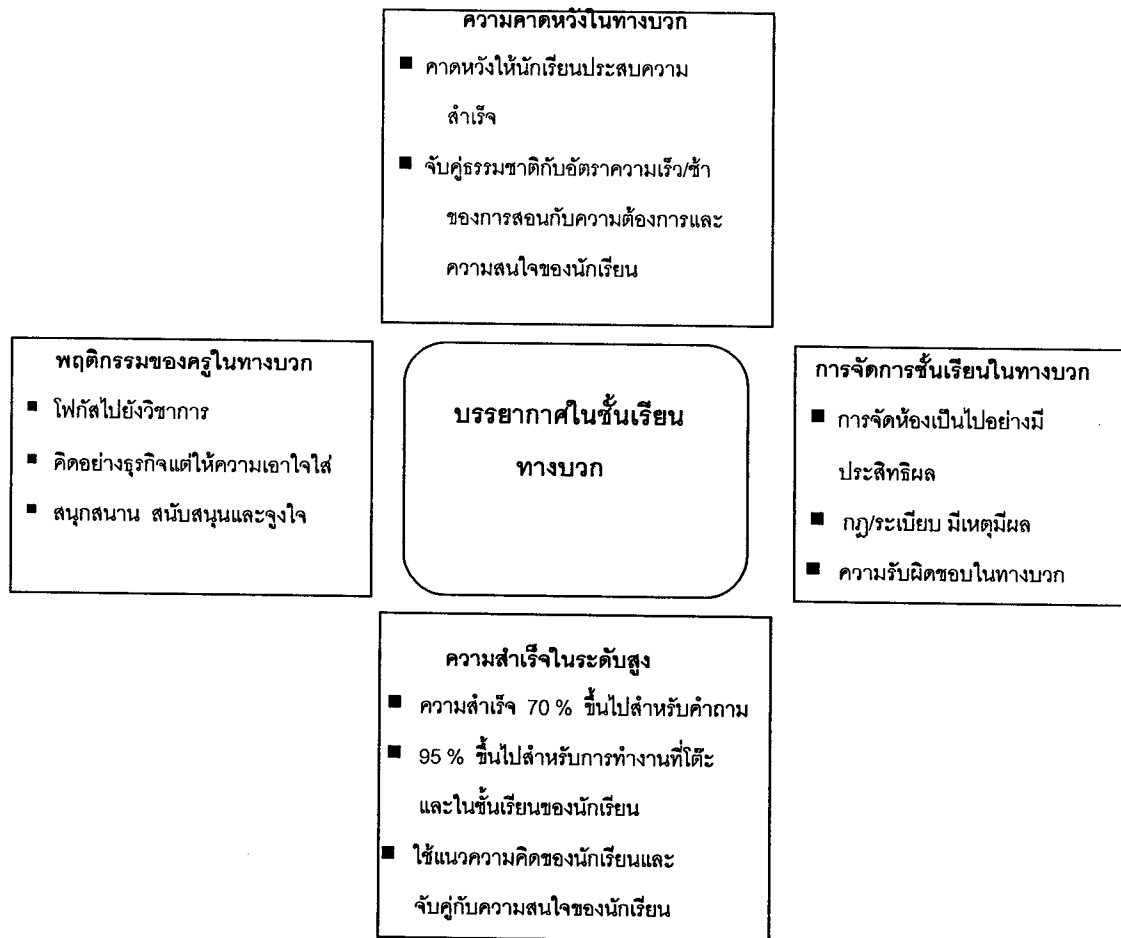 ความคาดหวังในทางบวก
■ คาดหวังให้นักเรียนประสบความ
สำเร็จ
■ จับคู่ธรรมชาติกับอัตราความเร็ว/ช้า
ของการสอนกับความต้องการและ
ความสนใจของนักเรียน
พฤติกรรมของครูในทางบวก
■ โฟกัสไปยังวิชาการ
■ คิดอย่างธุรกิจแต่ให้ความเอาใจใส่
■ สนุกสนาน สนับสนุนและจูงใจ
บรรยากาศในชั้นเรียน
ทางบวก
การจัดการชั้นเรียนในทางบวก
■ การจัดห้องเป็นไปอย่างมี
ประสิทธิผล
■ กฎ/ระเบียบ มีเหตุมีผล
■ ความรับผิดชอบในทางบวก
ความสำเร็จในระดับสูง
■ ความสำเร็จ 70 % ขึ้นไปสำหรับคำถาม
■ 95 % ขึ้นไปสำหรับการทำงานที่โต๊ะ
และในชั้นเรียนของนักเรียน
■ ใช้แนวความคิดของนักเรียนและ
จับคู่กับความสนใจของนักเรียน